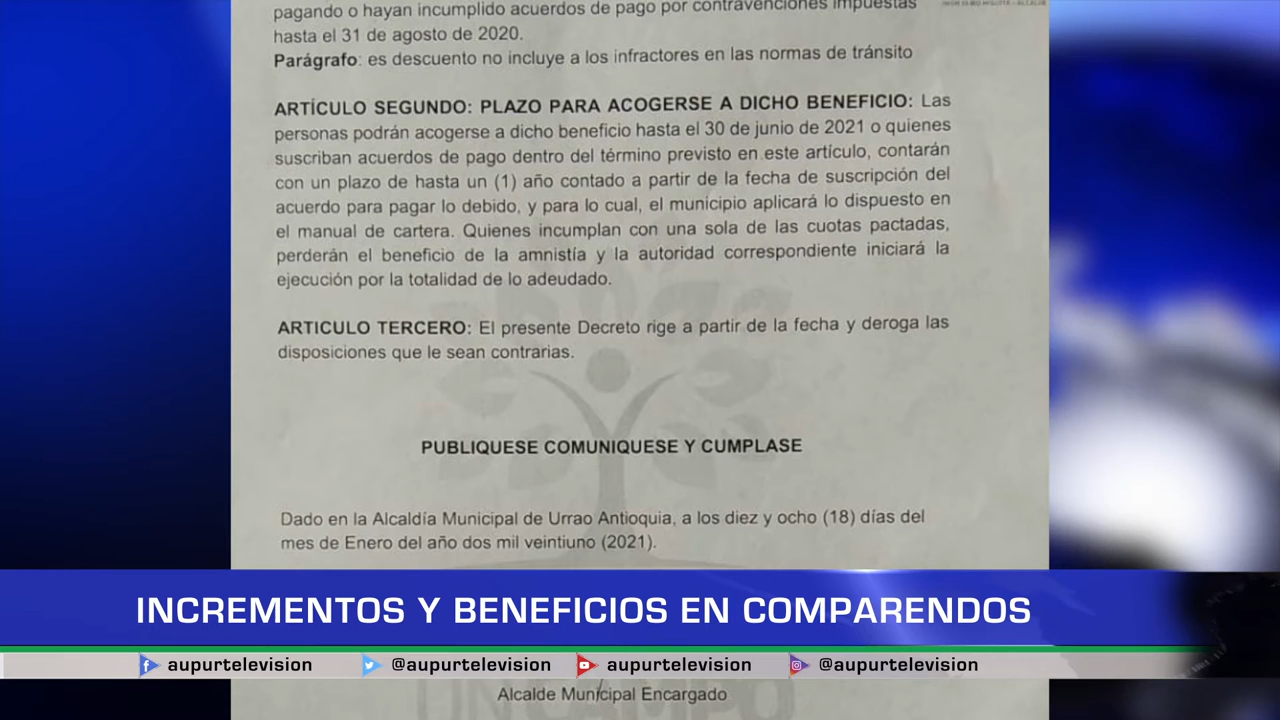 pagando o hayan incumplido acuerdos de pago por contravenciones impuestas
hasta el 31 de agosto de 2020.
Parágrafo: es descuento no incluye a los infractores en las normas de tránsito
ARTÍCULO SEGUNDO: PLAZO PARA ACOGERSE A DICHO BENEFICIO: Las
personas podrán acogerse a dicho beneficio hasta el 30 de junio de 2021 o quienes
suscriban acuerdos de pago dentro del término previsto en este artículo, contarán
con un plazo de hasta un (1) año contado a partir de la fecha de suscripción del
acuerdo para pagar lo debido, y para lo cual, el municipio aplicará lo dispuesto en
el manual de cartera. Quienes incumplan con una sola de las cuotas pactadas,
perderán el beneficio de la amnistía y la autoridad correspondiente iniciará la
ejecución por la totalidad de lo adeudado.
ARTICULO TERCERO: El presente Decreto rige a partir de la fecha y deroga las
disposiciones que le sean contrarias.
PUBLIQUESE COMUNIQUESE Y CUMPLASE
Dado en la Alcaldía Municipal de Urrao Antioquia, a los diez y ocho (18) días del
mes de Enero del año dos mil veintiuno (2021).
INCREMENTOS Y BENEFICIOS EN COMPARENDOS
aupurtelevision @aupurtelevision aupurtelevision @aupurtelevision
Alcalde Municipal Encargado